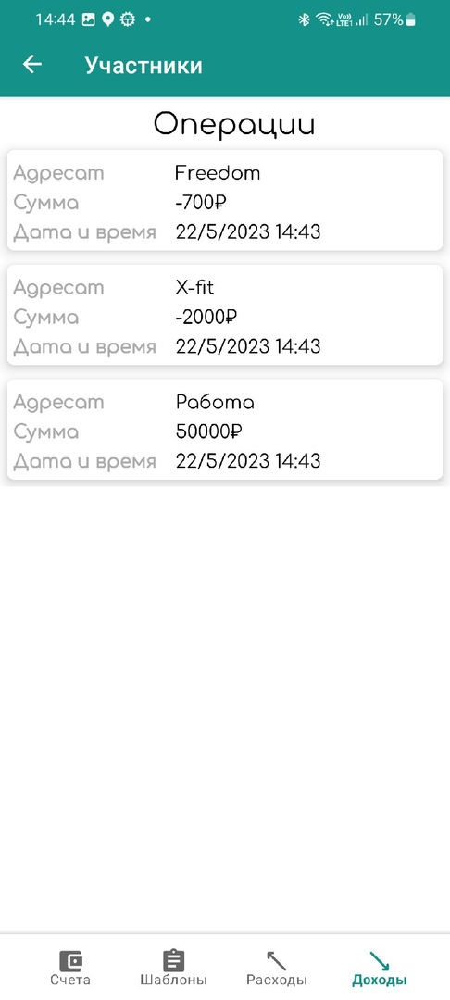 14:44 57%
Участники
Операции
Адресат Freedom
Сумма -700₽
Дата и время 22/5/2023 14:43
Адресат X-fit
Сумма -2000₽
Дата и время 22/5/2023 14:43
Адресат Работа
Сумма 50000₽
Дата и время 22/5/2023 14:43
Счета Шаблоны Расходы Доходы